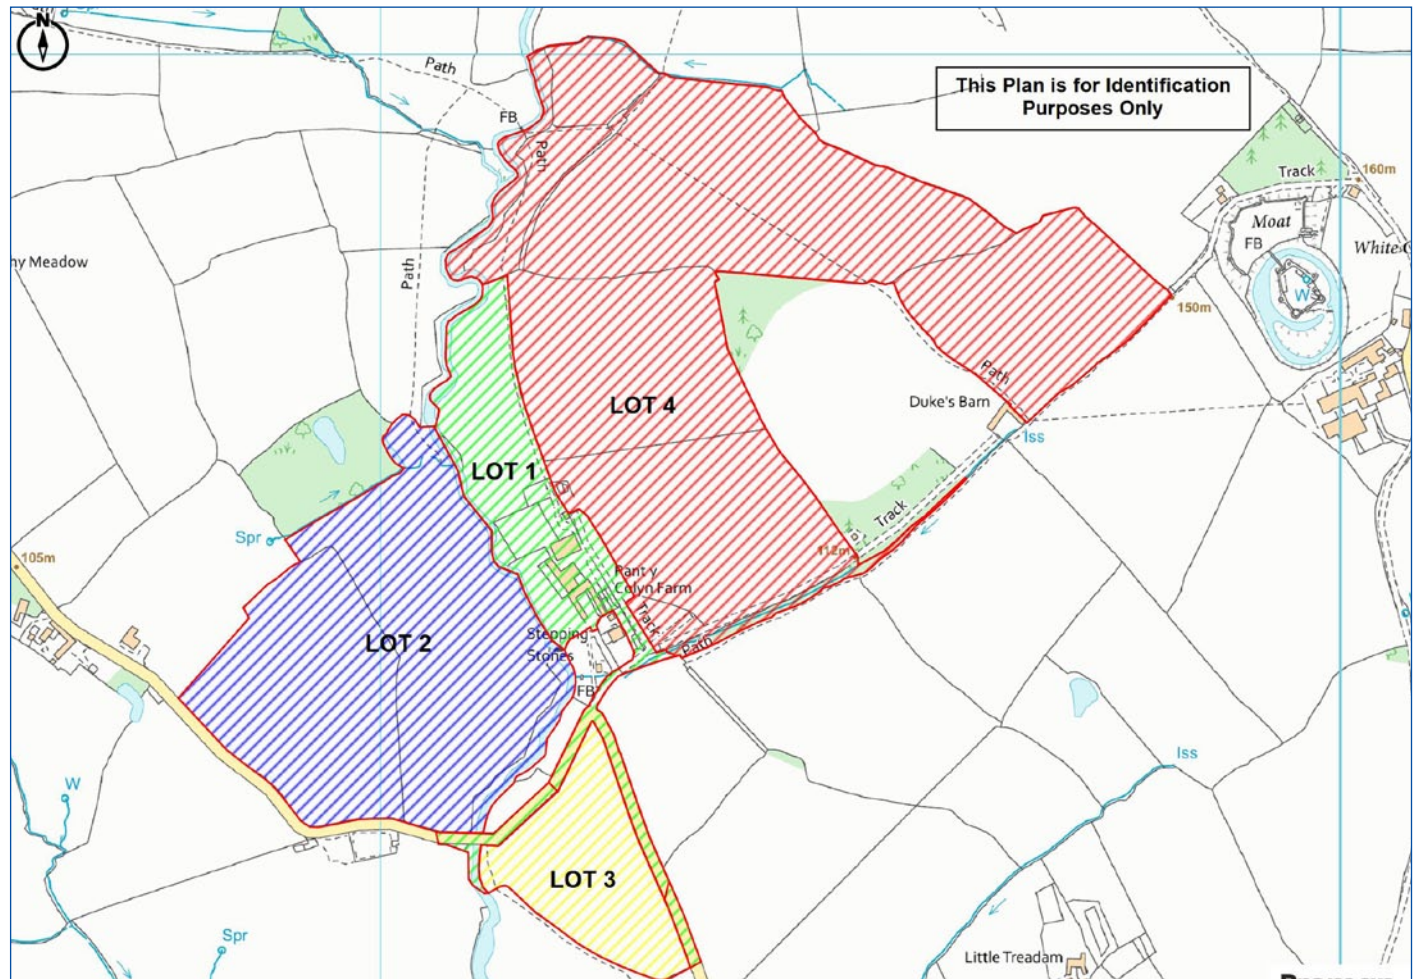 N
Spr
Path
FB
Path
This Plan is for Identification
Purposes Only
160m
Track
Moat
FB
W
150m
ny Meadow
Path
LOT 4
Path
Duke's Barn
Iss
LOT 1
Spr
Track
112m
105m
Pant y
Colyn Farm
Track
Path
LOT 2
Stepping
Stones
FB
W
Iss
LOT 3
Spr
Little Treadam